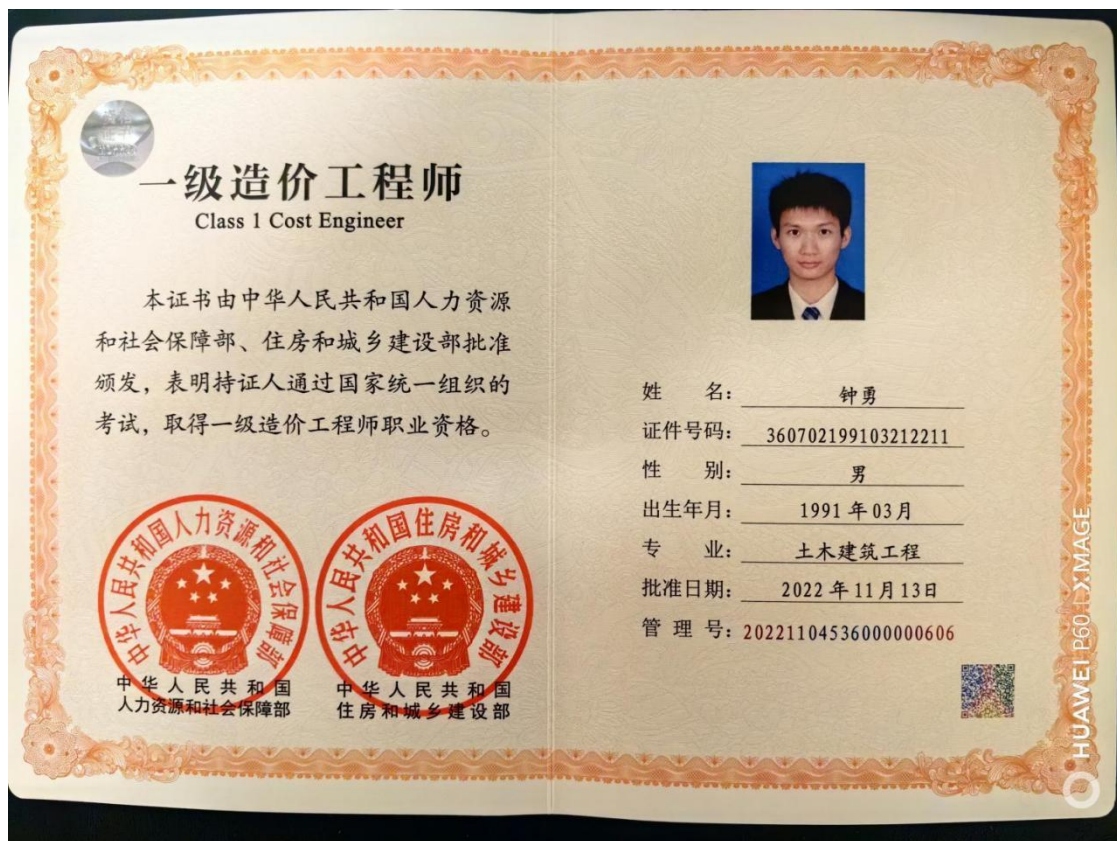 一级造价工程师
Class 1 Cost Engineer
本证书由中华人民共和国人力资源
和社会保障部、住房和城乡建设部批准
颁发，表明持证人通过国家统一组织的
考试，取得一级造价工程师职业资格。
中华人民共和国人力资源和社会保障部
中华人民共和国
人力资源和社会保障部
中华人民共和国住房和城乡建设部
中华人民共和国
住房和城乡建设部
姓 名： 钟勇
证件号码： 360702199103212211
性 别： 男
出生年月： 1991年03月
专 业： 土木建筑工程
批准日期： 2022年11月13日
管 理 号：20221104536000000606
HUAWEI P60 | XMAGE